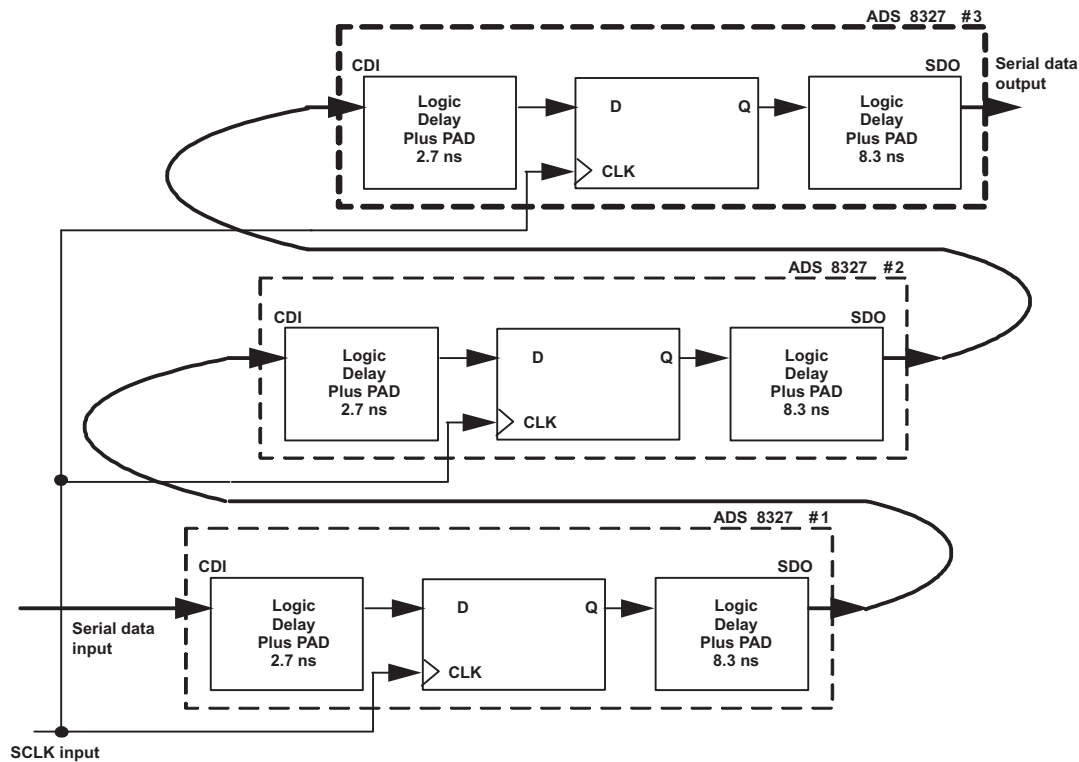 ADS 8327 #3
CDI
SDO
Serial data
output
Logic
Delay
Plus PAD
2.7 ns
D
Q
CLK
Logic
Delay
Plus PAD
8.3 ns
ADS 8327 #2
CDI
SDO
Logic
Delay
Plus PAD
2.7 ns
D
Q
CLK
Logic
Delay
Plus PAD
8.3 ns
ADS 8327 #1
CDI
SDO
Serial data
input
Logic
Delay
Plus PAD
2.7 ns
D
Q
CLK
Logic
Delay
Plus PAD
8.3 ns
SCLK input